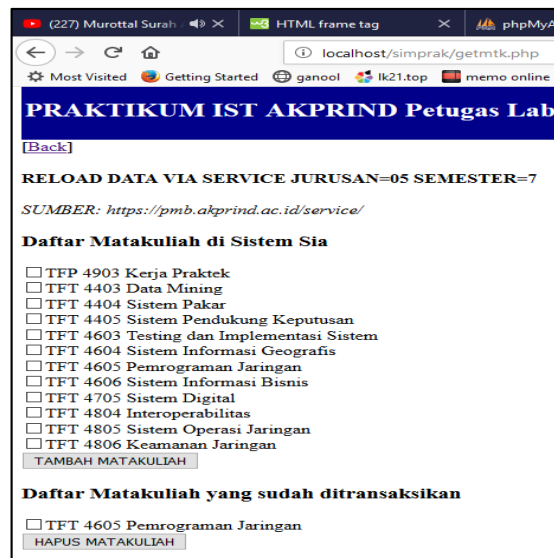 (227) Murottal Surah
HTML frame tag
phpMyA
localhost/simprak/getmtk.php
Most Visited Getting Started ganool lk21.top memo online
PRAKTIKUM IST AKPRIND Petugas Lab
[Back]
RELOAD DATA VIA SERVICE JURUSAN=05 SEMESTER=7
SUMBER: https://pmb.akprind.ac.id/service/
Daftar Matakuliah di Sistem Sia
TFP 4903 Kerja Praktek
TFT 4403 Data Mining
TFT 4404 Sistem Pakar
TFT 4405 Sistem Pendukung Keputusan
TFT 4603 Testing dan Implementasi Sistem
TFT 4604 Sistem Informasi Geografis
TFT 4605 Pemrograman Jaringan
TFT 4606 Sistem Informasi Bisnis
TFT 4705 Sistem Digital
TFT 4804 Interoperabilitas
TFT 4805 Sistem Operasi Jaringan
TFT 4806 Keamanan Jaringan
TAMBAH MATAKULIAH
Daftar Matakuliah yang sudah ditransaksikan
TFT 4605 Pemrograman Jaringan
HAPUS MATAKULIAH